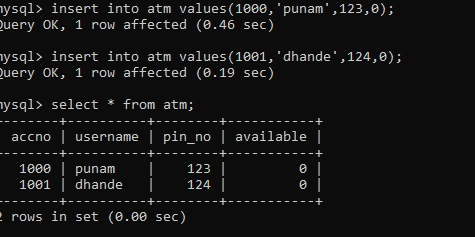 mysql> insert into atm values(1000,'punam',123,0);
Query OK, 1 row affected (0.46 sec)
mysql> insert into atm values(1001,'dhande',124,0);
Query OK, 1 row affected (0.19 sec)
mysql> select * from atm;
--------+----------+--------+-----------+
accno | username | pin_no | available |
--------+----------+--------+-----------+
1000 | punam | 123 | 0 |
1001 | dhande | 124 | 0 |
--------+----------+--------+-----------+
2 rows in set (0.00 sec)